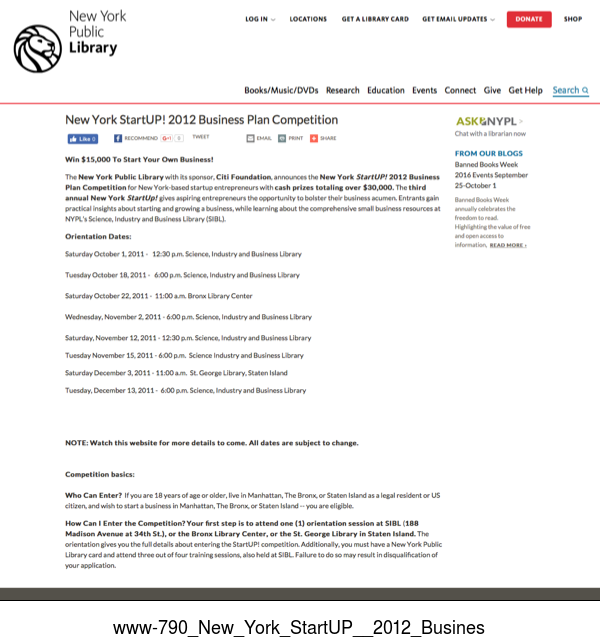 New York
Public
Library
LOG IN LOCATIONS GET A LIBRARY CARD GET EMAIL UPDATES DONATE SHOP
Books/Music/DVDs Research Education Events Connect Give Get Help Search
New York StartUP! 2012 Business Plan Competition
Like 0 RECOMMEND G+1 0 TWEET EMAIL PRINT SHARE
Win $15,000 To Start Your Own Business!
The New York Public Library with its sponsor, Citi Foundation, announces the New York StartUP! 2012 Business
Plan Competition for New York-based startup entrepreneurs with cash prizes totaling over $30,000. The third
annual New York StartUp! gives aspiring entrepreneurs the opportunity to bolster their business acumen. Entrants gain
practical insights about starting and growing a business, while learning about the comprehensive small business resources at
NYPL's Science, Industry and Business Library (SIBL).
Orientation Dates:
Saturday October 1, 2011 - 12:30 p.m. Science, Industry and Business Library
Tuesday October 18, 2011 - 6:00 p.m. Science, Industry and Business Library
Saturday October 22, 2011 - 11:00 a.m. Bronx Library Center
Wednesday, November 2, 2011 - 6:00 p.m. Science, Industry and Business Library
Saturday, November 12, 2011 - 12:30 p.m. Science, Industry and Business Library
Tuesday November 15, 2011 - 6:00 p.m. Science Industry and Business Library
Saturday December 3, 2011 - 11:00 a.m. St. George Library, Staten Island
Tuesday, December 13, 2011 - 6:00 p.m. Science, Industry and Business Library
NOTE: Watch this website for more details to come. All dates are subject to change.
Competition basics:
Who Can Enter? If you are 18 years of age or older, live in Manhattan, The Bronx, or Staten Island as a legal resident or US
citizen, and wish to start a business in Manhattan, The Bronx, or Staten Island -- you are eligible.
How Can I Enter the Competition? Your first step is to attend one (1) orientation session at SIBL (188
Madison Avenue at 34th St.), or the Bronx Library Center, or the St. George Library in Staten Island. The
orientation gives you the full details about entering the StartUP! competition. Additionally, you must have a New York Public
Library card and attend three out of four training sessions, also held at SIBL. Failure to do so may result in disqualification of
your application.
ASK NYPL >
Chat with a librarian now
FROM OUR BLOGS
Banned Books Week
2016 Events September
25-October 1
Banned Books Week
annually celebrates the
freedom to read.
Highlighting the value of free
and open access to
information, READ MORE ›
www-790_New_York_StartUP__2012_Busines